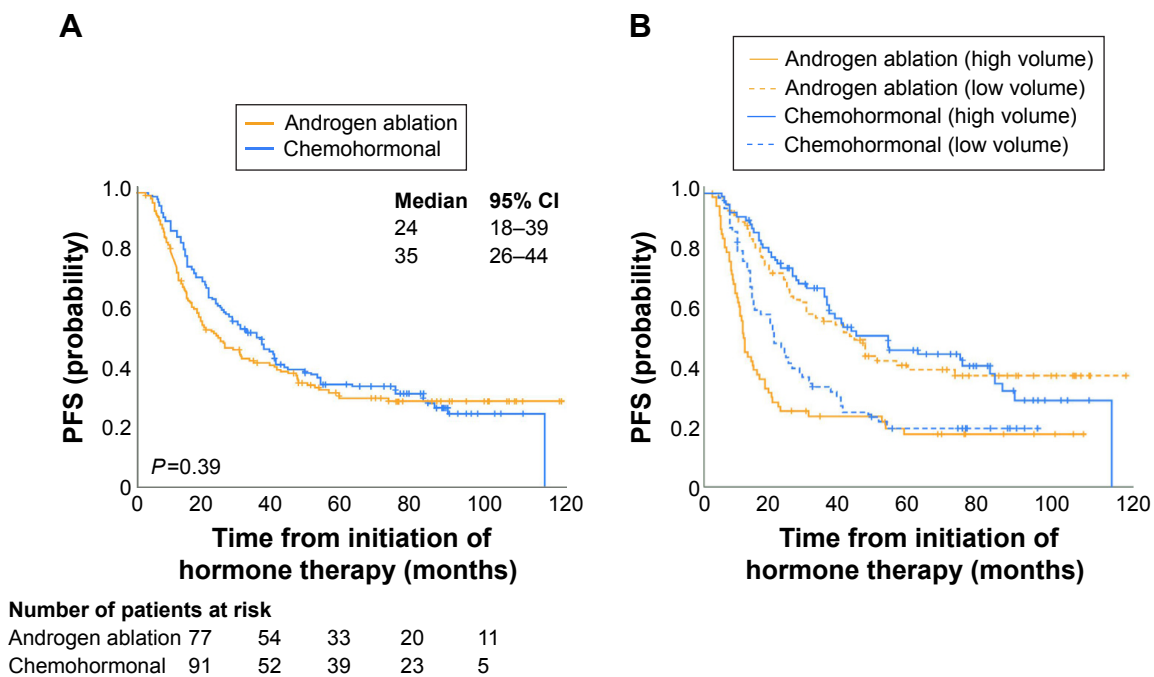 A
Androgen ablation
Chemohormonal
Median 95% CI
24 18–39
35 26–44
1.0
0.8
0.6
0.4
0.2
0
PFS (probability)
P=0.39
0 20 40 60 80 100 120
Time from initiation of
hormone therapy (months)
Number of patients at risk
Androgen ablation 77 54 33 20 11
Chemohormonal 91 52 39 23 5
B
Androgen ablation (high volume)
Androgen ablation (low volume)
Chemohormonal (high volume)
Chemohormonal (low volume)
1.0
0.8
0.6
0.4
0.2
0
PFS (probability)
0 20 40 60 80 100 120
Time from initiation of
hormone therapy (months)